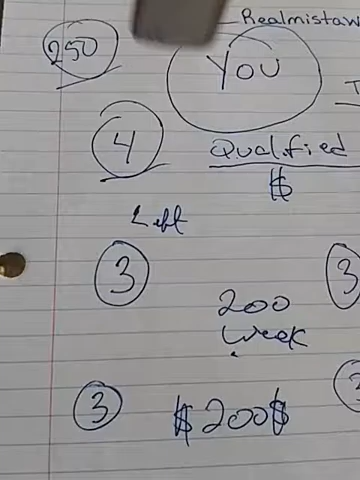 Realmistaw
250
YOU
4
Qualified
$
Left
3
3
200
week
3
$200$